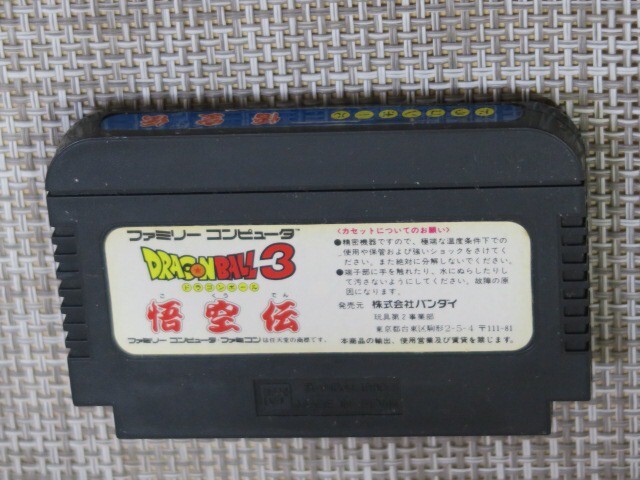 ファミリー コンピュータ™
DRAGON BALL 3
ドラゴンボール
ご くう でん
悟空伝
ファミリー コンピュータ・ファミコンは任天堂の商標です。
<カセットについてのお願い>
●精密機器ですので、極端な温度条件下での
使用や保管および強いショックをさけてく
ださい。また絶対に分解しないでください。
●端子部に手を触れたり、水にぬらしたりし
て汚さないようにしてください。故障の原
因になります。
発売元 株式会社バンダイ
玩具第2事業部
東京都台東区駒形2-5-4 〒111-81
本商品の輸出、使用営業及び賃貸を禁じます。